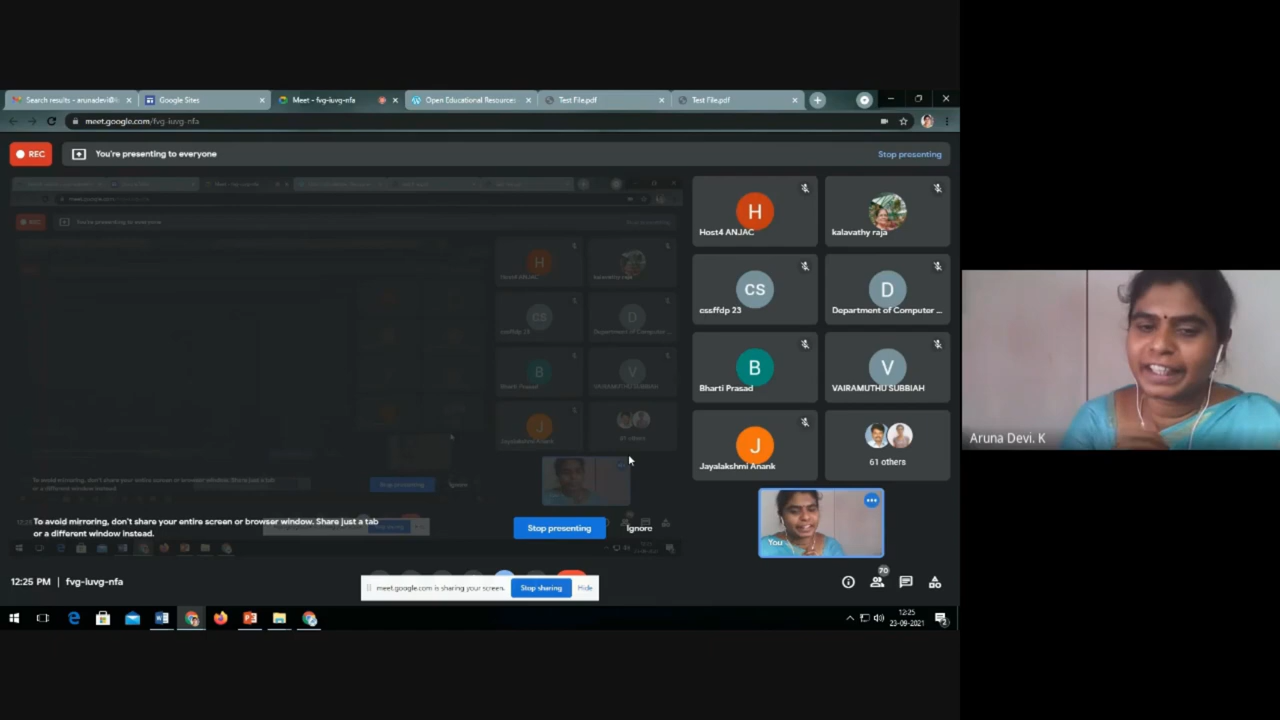 Search results - arunadevi@
Google Sites
Meet - fvg-iuvg-nfa
Open Educational Resources
Test File.pdf
Test File.pdf
meet.google.com/fvg-iuvg-nfa
REC
You're presenting to everyone
Stop presenting
H
Host4 ANJAC
kalavathy raja
cs
cssffdp 23
D
Department of Computer ...
B
Bharti Prasad
V
VAIRAMUTHU SUBBIAH
J
Jayalakshmi Anank
61 others
You
Aruna Devi. K
To avoid mirroring, don't share your entire screen or browser window. Share just a tab
or a different window instead.
Stop presenting
Ignore
12:25 PM | fvg-iuvg-nfa
meet.google.com is sharing your screen.
Stop sharing
Hide
70
12:25
23-09-2021
2